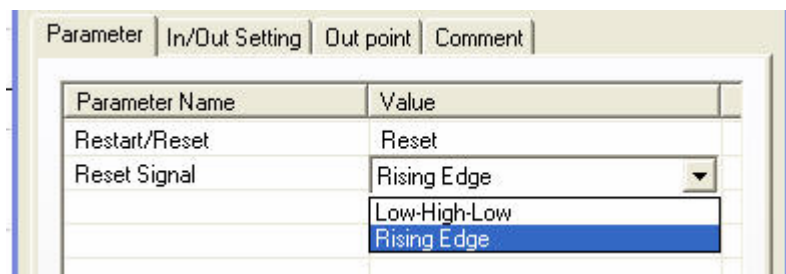 Parameter In/Out Setting Out point Comment
Parameter Name Value
Restart/Reset Reset
Reset Signal Rising Edge
Low-High-Low
Rising Edge